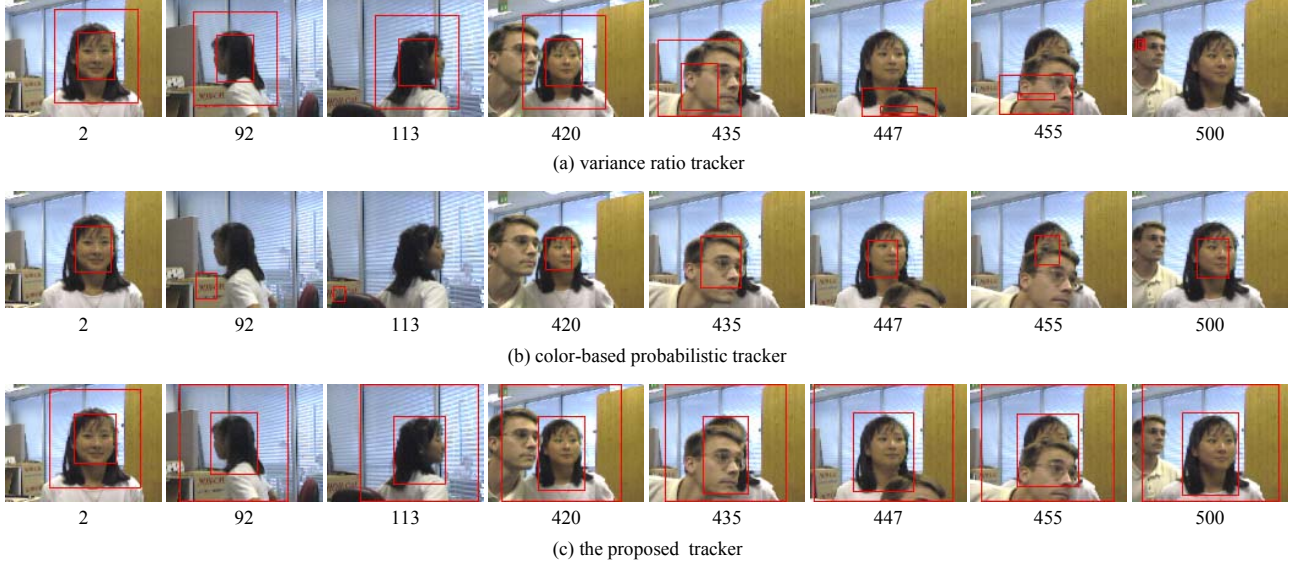 2 92 113 420 435 447 455 500
(a) variance ratio tracker
2 92 113 420 435 447 455 500
(b) color-based probabilistic tracker
2 92 113 420 435 447 455 500
(c) the proposed  tracker